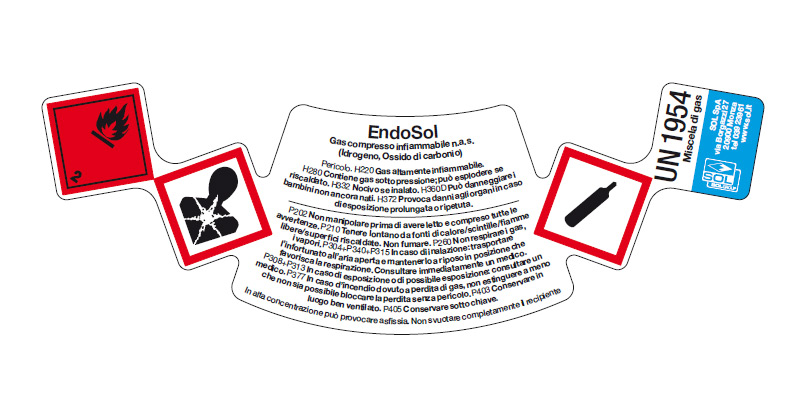 2
EndoSol
Gas compresso infiammabile n.a.s.
(Idrogeno, Ossido di carbonio)
Pericolo. H220 Gas altamente infiammabile.
H280 Contiene gas sotto pressione; può esplodere se
riscaldato. H332 Nocivo se inalato. H360D Può danneggiare i
bambini non ancora nati. H372 Provoca danni agli organi in caso
di esposizione prolungata o ripetuta.
P202 Non manipolare prima di avere letto e compreso tutte le
avvertenze. P210 Tenere lontano da fonti di calore/scintille/fiamme
libere/superfici riscaldate. Non fumare. P260 Non respirare i gas,
i vapori. P304+P340+P315 In caso di inalazione: trasportare
l'infortunato all'aria aperta e mantenerlo a riposo in posizione che
favorisca la respirazione. Consultare immediatamente un medico.
P308+P313 In caso di esposizione o di possibile esposizione: consultare un
medico. P377 In caso d'incendio dovuto a perdita di gas, non estinguere a meno
che non sia possibile bloccare la perdita senza pericolo. P403 Conservare in
luogo ben ventilato. P405 Conservare sotto chiave.
In alta concentrazione può provocare asfissia. Non svuotare completamente il recipiente
UN 1954
Miscela di gas
SOL SpA
via Borgazzi 27
20900 Monza
tel 039 23961
www.sol.it
SOL